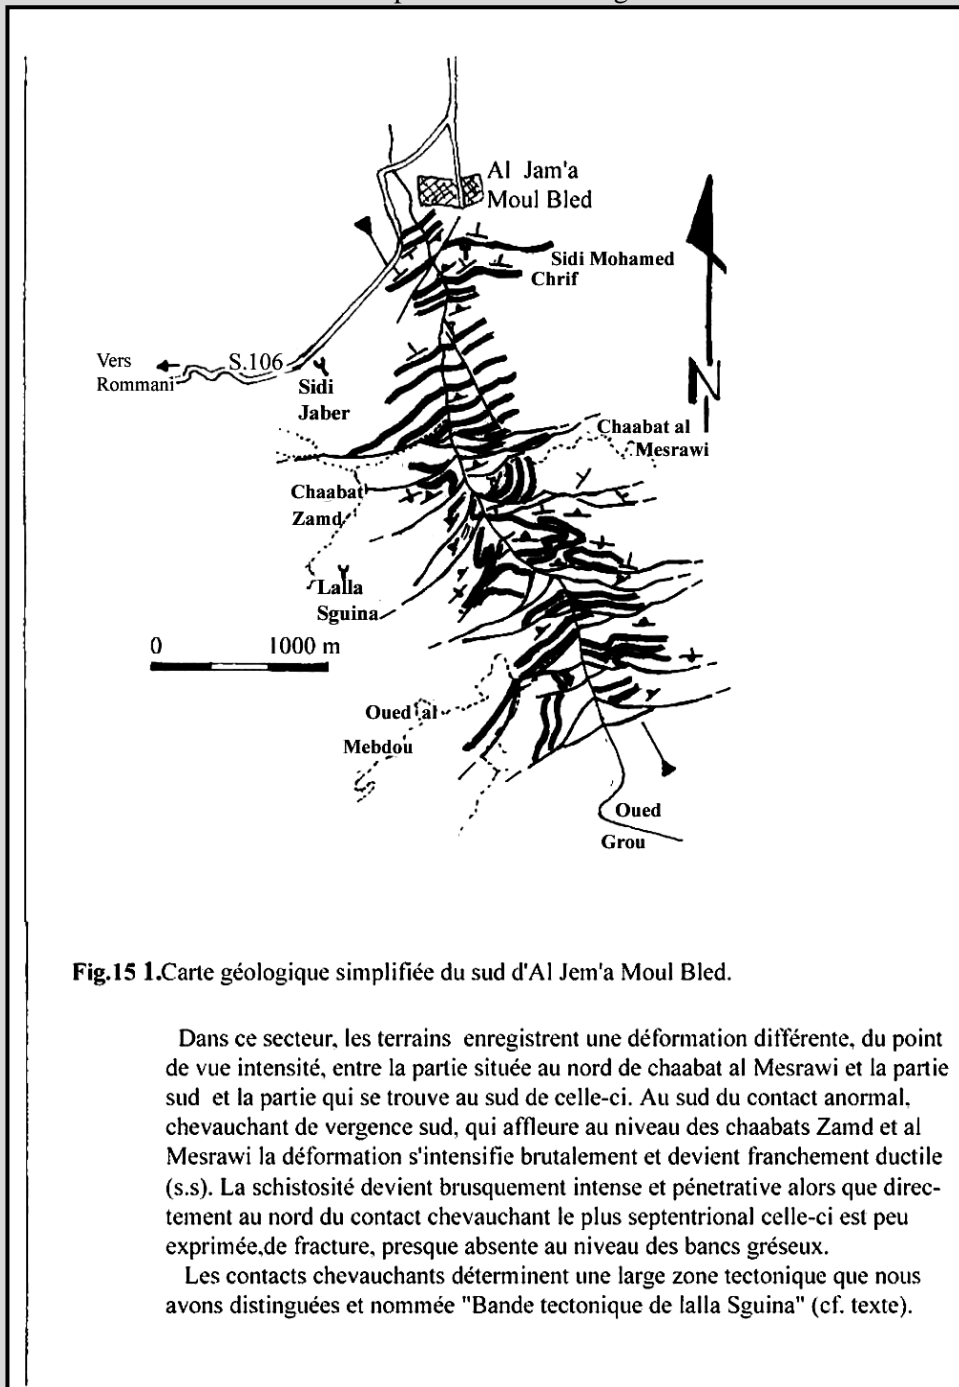 Al Jam'a
Moul Bled
Sidi Mohamed
Chrif
Vers
Rommani
S.106
Sidi
Jaber
Chaabat al
Mesrawi
N
Chaabat
Zamd
Lalla
Sguina
0 1000 m
Oued al
Mebdou
Oued
Grou
Fig.15 1.Carte géologique simplifiée du sud d'Al Jem'a Moul Bled.
Dans ce secteur, les terrains enregistrent une déformation différente, du point
de vue intensité, entre la partie située au nord de chaabat al Mesrawi et la partie
sud et la partie qui se trouve au sud de celle-ci. Au sud du contact anormal,
chevauchant de vergence sud, qui affleure au niveau des chaabats Zamd et al
Mesrawi la déformation s'intensifie brutalement et devient franchement ductile
(s.s). La schistosité devient brusquement intense et pénetrative alors que direc-
tement au nord du contact chevauchant le plus septentrional celle-ci est peu
exprimée,de fracture, presque absente au niveau des bancs gréseux.
Les contacts chevauchants déterminent une large zone tectonique que nous
avons distinguées et nommée "Bande tectonique de lalla Sguina" (cf. texte).